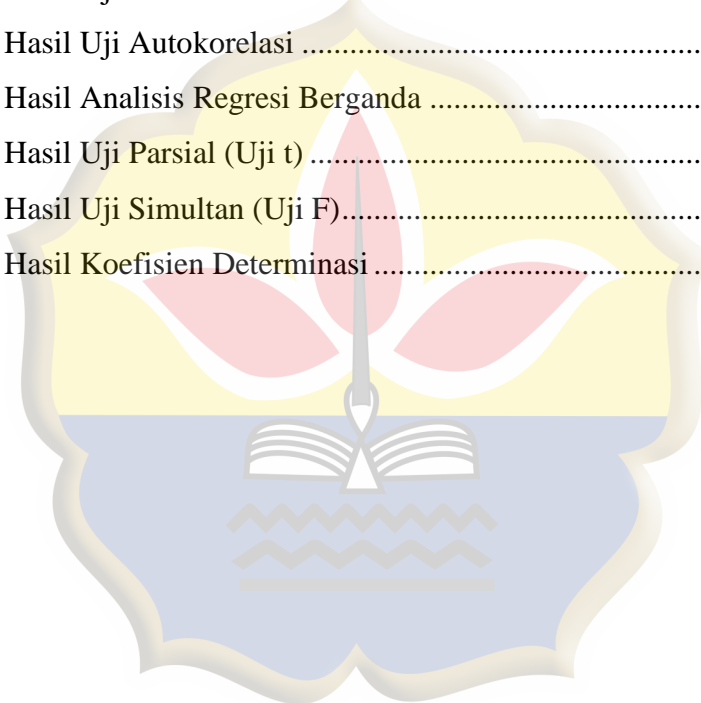 Hasil Uji Autokorelasi ................................................
Hasil Analisis Regresi Berganda .................................
Hasil Uji Parsial (Uji t) ................................................
Hasil Uji Simultan (Uji F)............................................
Hasil Koefisien Determinasi ........................................